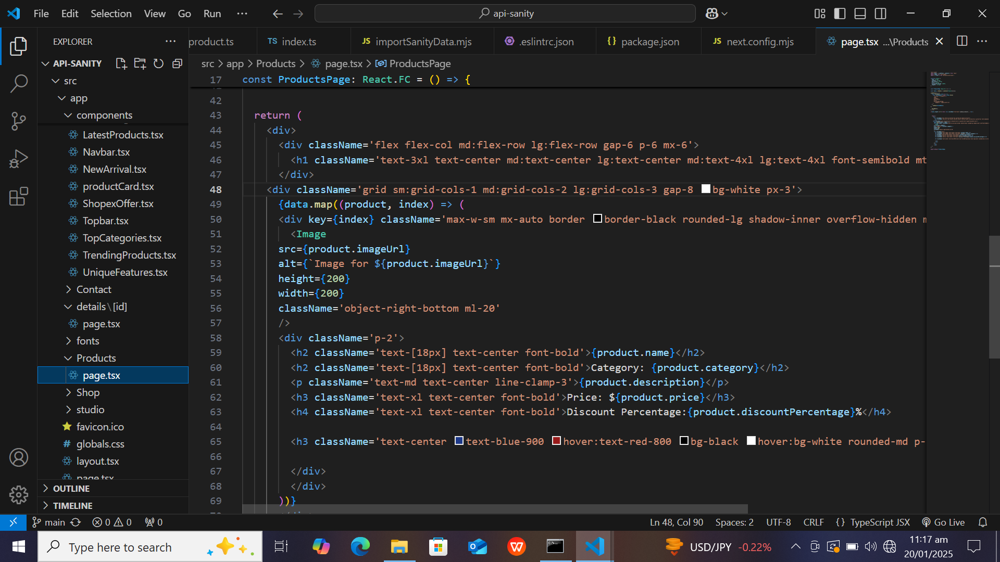 File Edit Selection View Go Run ··· api-sanity
EXPLORER ···
product.ts TS index.ts JS importSanityData.mjs .eslintrc.json {} package.json JS next.config.mjs page.tsx ...\Products
API-SANITY
src > app > Products > page.tsx > ProductsPage
src
app
components
LatestProducts.tsx
Navbar.tsx
NewArrival.tsx
productCard.tsx
ShopexOffer.tsx
Topbar.tsx
TopCategories.tsx
TrendingProducts.tsx
UniqueFeatures.tsx
Contact
details\[id]
page.tsx
fonts
Products
page.tsx
Shop
studio
favicon.ico
# globals.css
layout.tsx
page.tsx
OUTLINE
TIMELINE
17 const ProductsPage: React.FC = () => {
42
43 return (
44 <div>
45 <div className='flex flex-col md:flex-row lg:flex-row gap-6 p-6 mx-6'>
46 <h1 className='text-3xl text-center md:text-center lg:text-center md:text-4xl lg:text-4xl font-semibold mt
47 </div>
48 <div className='grid sm:grid-cols-1 md:grid-cols-2 lg:grid-cols-3 gap-8 bg-white px-3'>
49 {data.map((product, index) => (
50 <div key={index} className='max-w-sm mx-auto border border-black rounded-lg shadow-inner overflow-hidden m
51 <Image
52 src={product.imageUrl}
53 alt={`Image for ${product.imageUrl}`}
54 height={200}
55 width={200}
56 className='object-right-bottom ml-20'
57 />
58 <div className='p-2'>
59 <h2 className='text-[18px] text-center font-bold'>{product.name}</h2>
60 <h2 className='text-[18px] text-center font-bold'>Category: {product.category}</h2>
61 <p className='text-md text-center line-clamp-3'>{product.description}</p>
62 <h3 className='text-xl text-center font-bold'>Price: ${product.price}</h3>
63 <h4 className='text-xl text-center font-bold'>Discount Percentage:{product.discountPercentage}%</h4>
64
65 <h3 className='text-center text-blue-900 hover:text-red-800 bg-black hover:bg-white rounded-md p-
66
67 </div>
68 </div>
69 ))}
main 0 0 0 Ln 48, Col 90 Spaces: 2 UTF-8 CRLF {} TypeScript JSX Go Live
Type here to search USD/JPY -0.22% 11:17 am
20/01/2025